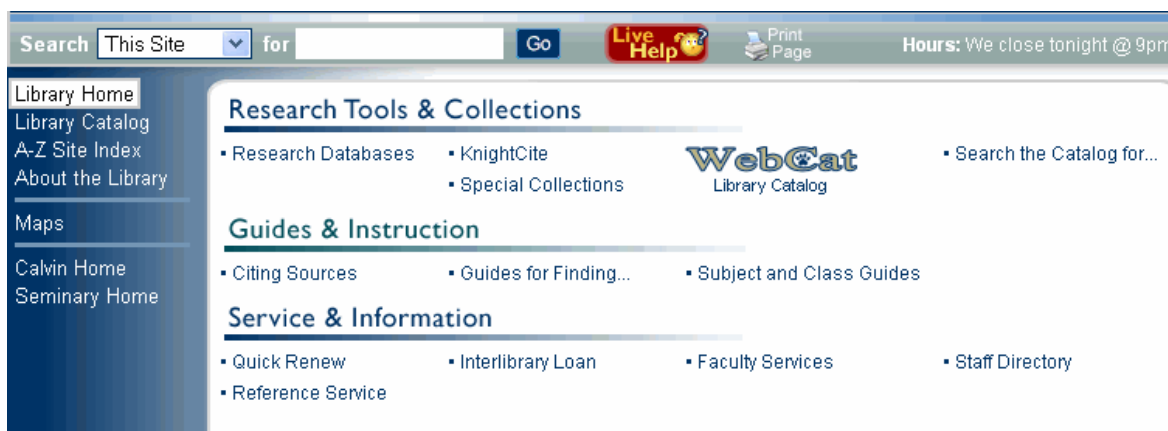 Search This Site for Go Live Help Print Page Hours: We close tonight @ 9pm
Library Home
Library Catalog
A-Z Site Index
About the Library
Maps
Calvin Home
Seminary Home
Research Tools & Collections
▪ Research Databases ▪ KnightCite WebCat Library Catalog ▪ Search the Catalog for...
▪ Special Collections
Guides & Instruction
▪ Citing Sources ▪ Guides for Finding... ▪ Subject and Class Guides
Service & Information
▪ Quick Renew ▪ Interlibrary Loan ▪ Faculty Services ▪ Staff Directory
▪ Reference Service